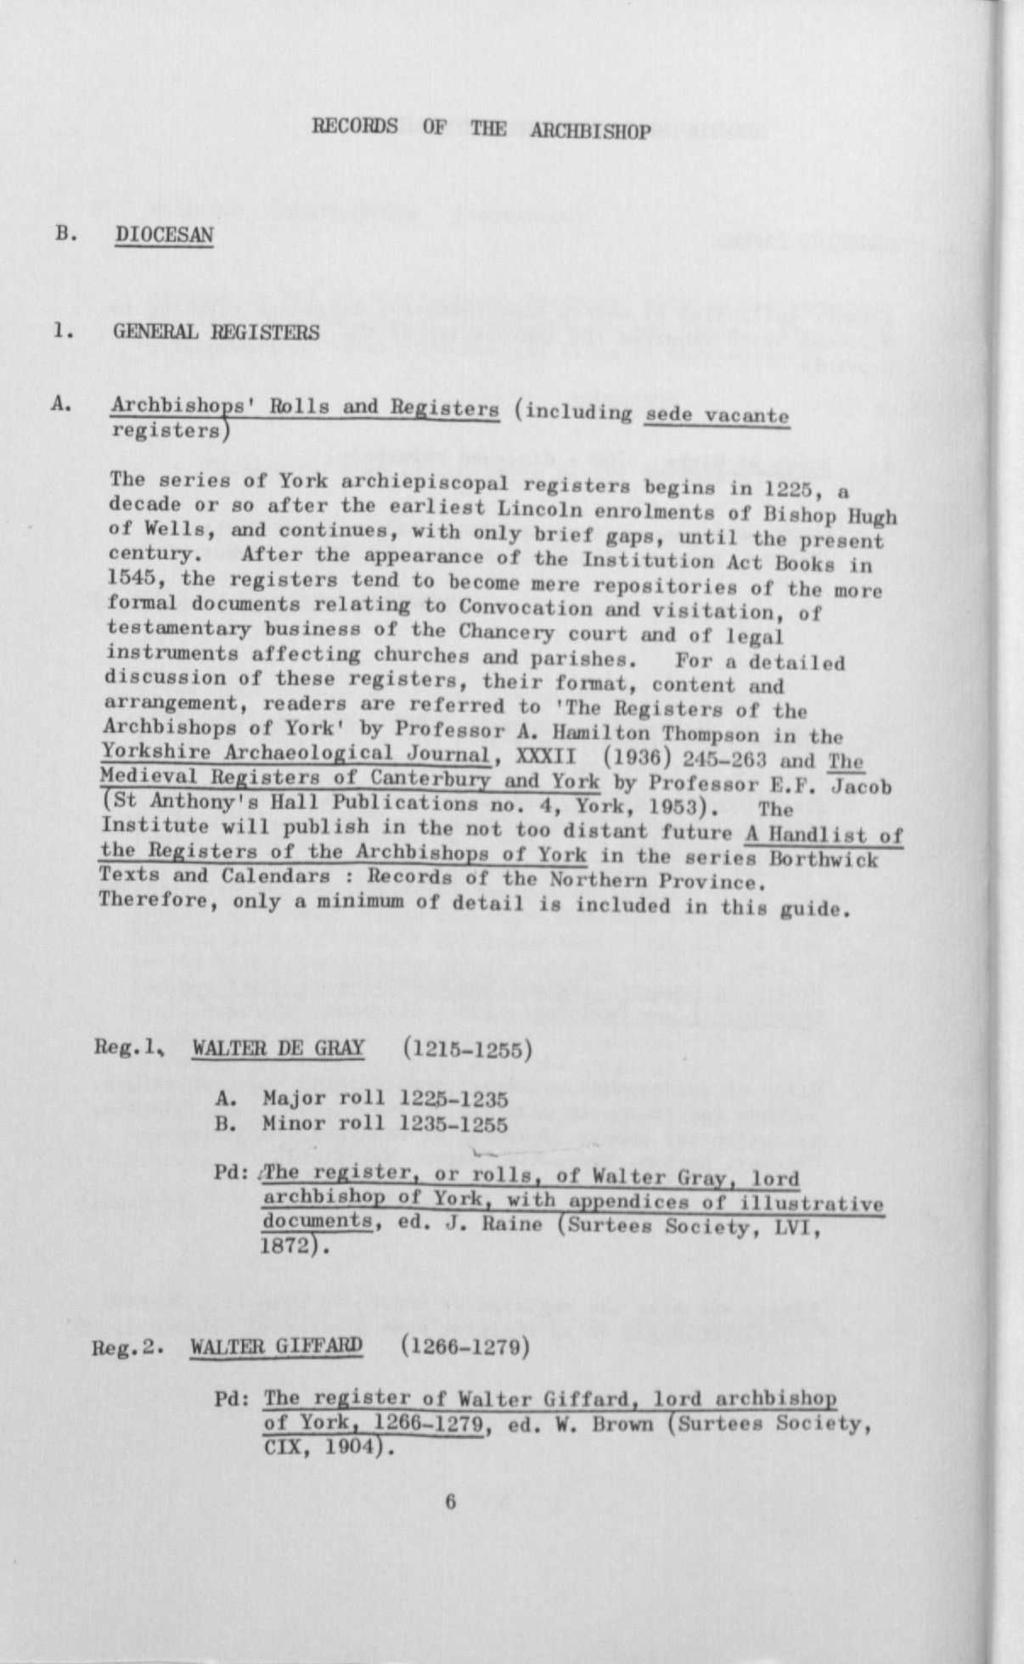 RECORDS OF THE ARCHBISHOP
B. DIOCESAN
1. GENERAL REGISTERS
A. Archbishops' Rolls and Registers (including sede vacante
registers)
The series of York archiepiscopal registers begins in 1225, a
decade or so after the earliest Lincoln enrolments of Bishop Hugh
of Wells, and continues, with only brief gaps, until the present
century. After the appearance of the Institution Act Books in
1545, the registers tend to become mere repositories of the more
formal documents relating to Convocation and visitation, of
testamentary business of the Chancery court and of legal
instruments affecting churches and parishes. For a detailed
discussion of these registers, their format, content and
arrangement, readers are referred to 'The Registers of the
Archbishops of York' by Professor A. Hamilton Thompson in the
Yorkshire Archaeological Journal, XXXII (1936) 245-263 and The
Medieval Registers of Canterbury and York by Professor E.F. Jacob
(St Anthony's Hall Publications no. 4, York, 1953). The
Institute will publish in the not too distant future A Handlist of
the Registers of the Archbishops of York in the series Borthwick
Texts and Calendars : Records of the Northern Province.
Therefore, only a minimum of detail is included in this guide.
Reg.1. WALTER DE GRAY (1215-1255)
A. Major roll 1225-1235
B. Minor roll 1235-1255
Pd: The register, or rolls, of Walter Gray, lord
archbishop of York, with appendices of illustrative
documents, ed. J. Raine (Surtees Society, LVI,
1872).
Reg.2. WALTER GIFFARD (1266-1279)
Pd: The register of Walter Giffard, lord archbishop
of York, 1266-1279, ed. W. Brown (Surtees Society,
CIX, 1904).
6